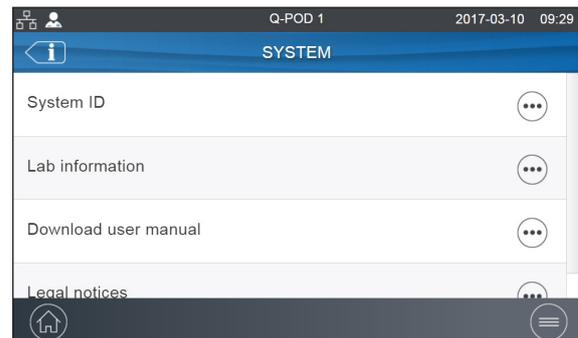 Q-POD 1 2017-03-10 09:29
i SYSTEM
System ID
Lab information
Download user manual
Legal notices